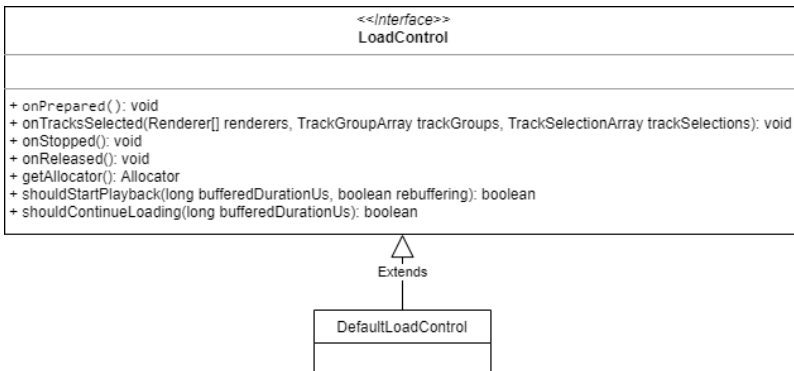 <<Interface>>
LoadControl
+ onPrepared(): void
+ onTracksSelected(Renderer[] renderers, TrackGroupArray trackGroups, TrackSelectionArray trackSelections): void
+ onStopped(): void
+ onReleased(): void
+ getAllocator(): Allocator
+ shouldStartPlayback(long bufferedDurationUs, boolean rebuffering): boolean
+ shouldContinueLoading(long bufferedDurationUs): boolean
Extends
DefaultLoadControl